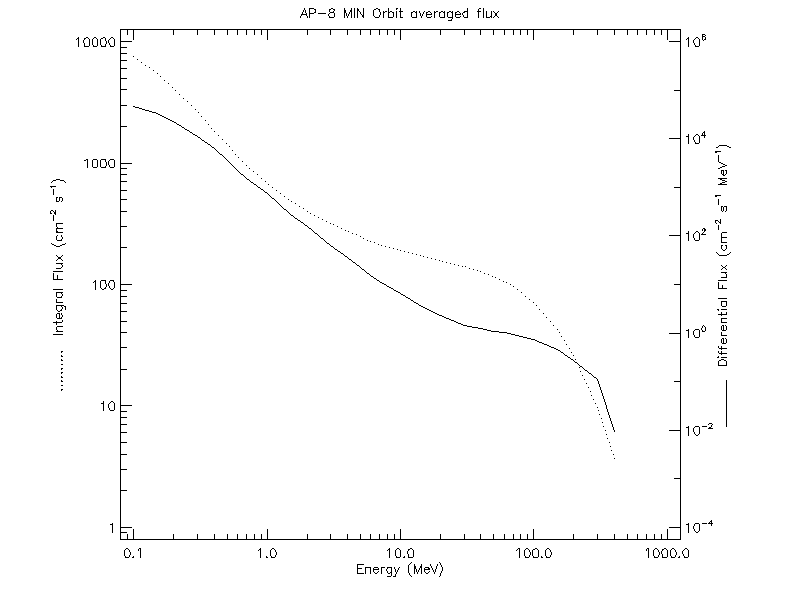 AP-8 MIN Orbit averaged flux
10000
1000
100
10
1
Integral Flux (cm⁻² s⁻¹)
10⁶
10⁴
10²
10⁰
10⁻²
10⁻⁴
Differential Flux (cm⁻² s⁻¹ MeV⁻¹)
0.1 1.0 10.0 100.0 1000.0
Energy (MeV)